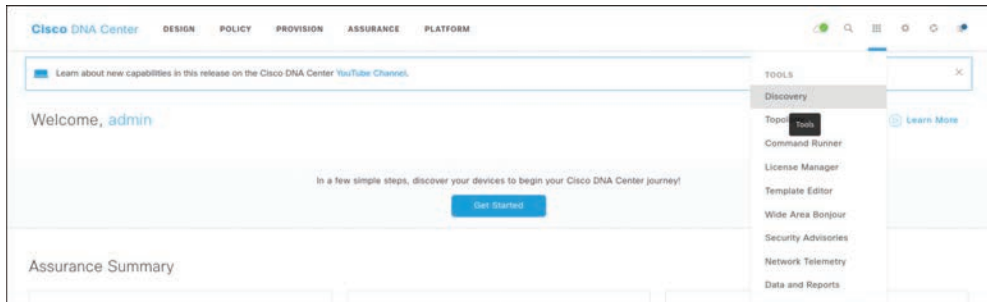 Cisco DNA Center DESIGN POLICY PROVISION ASSURANCE PLATFORM
Learn about new capabilities in this release on the Cisco DNA Center YouTube Channel.
TOOLS
Discovery
Tools
Welcome, admin
Learn More
Command Runner
License Manager
In a few simple steps, discover your devices to begin your Cisco DNA Center journey!
Get Started
Template Editor
Wide Area Bonjour
Security Advisories
Assurance Summary
Network Telemetry
Data and Reports